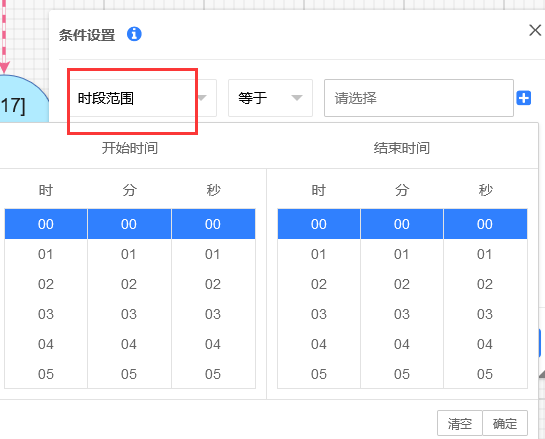 条件设置
17]
时段范围 等于 请选择
开始时间 结束时间
时 分 秒 时 分 秒
00 00 00 00 00 00
01 01 01 01 01 01
02 02 02 02 02 02
03 03 03 03 03 03
04 04 04 04 04 04
05 05 05 05 05 05
清空 确定